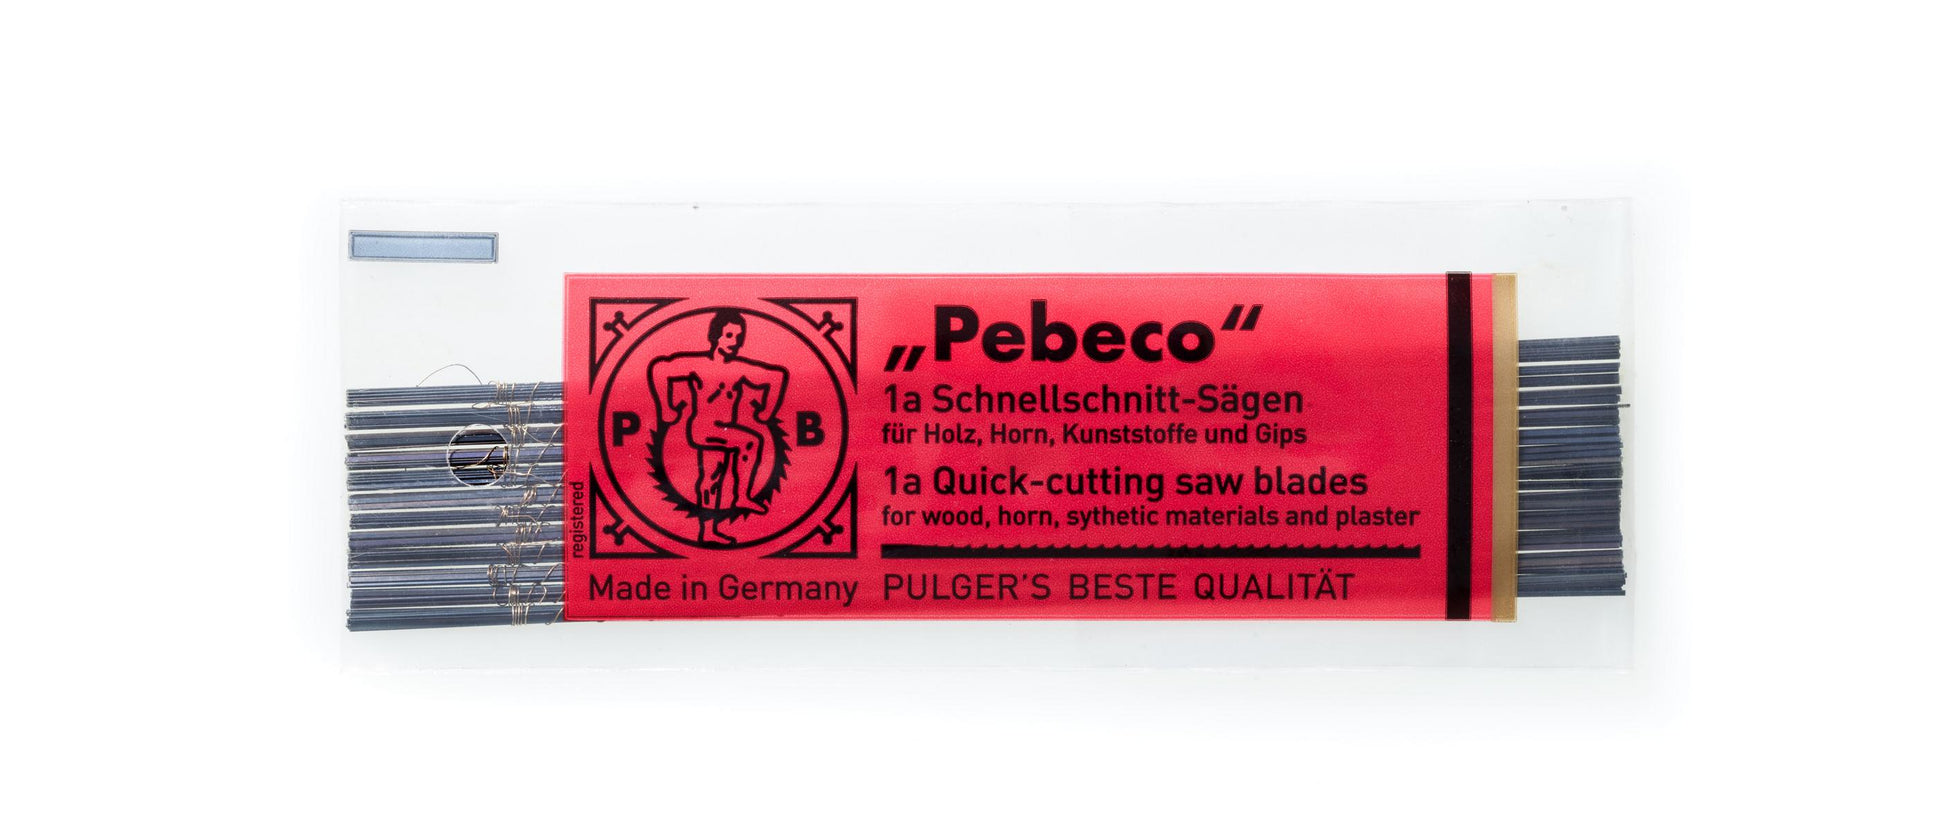 „Pebeco“
1a Schnellschnitt-Sägen
für Holz, Horn, Kunststoffe und Gips
1a Quick-cutting saw blades
for wood, horn, sythetic materials and plaster
P B
registered
Made in Germany
PULGER'S BESTE QUALITÄT